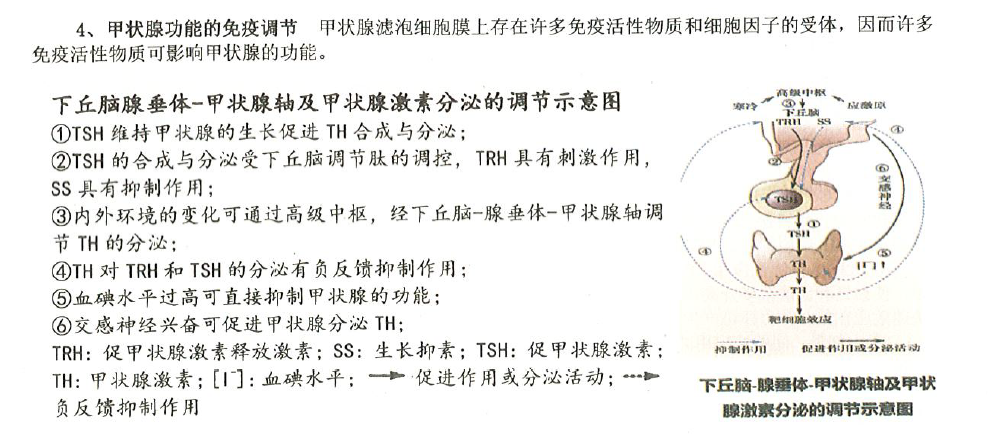 4、甲状腺功能的免疫调节　甲状腺滤泡细胞膜上存在许多免疫活性物质和细胞因子的受体，因而许多
免疫活性物质可影响甲状腺的功能。
下丘脑腺垂体-甲状腺轴及甲状腺激素分泌的调节示意图
①TSH 维持甲状腺的生长促进 TH 合成与分泌；
②TSH 的合成与分泌受下丘脑调节肽的调控，TRH 具有刺激作用，
SS 具有抑制作用；
③内外环境的变化可通过高级中枢，经下丘脑-腺垂体-甲状腺轴调
节 TH 的分泌；
④TH 对 TRH 和 TSH 的分泌有负反馈抑制作用；
⑤血碘水平过高可直接抑制甲状腺的功能；
⑥交感神经兴奋可促进甲状腺分泌 TH；
TRH：促甲状腺激素释放激素；SS：生长抑素；TSH：促甲状腺激素；
TH：甲状腺激素；[I⁻]：血碘水平；→ 促进作用或分泌活动；⇢
负反馈抑制作用
高级中枢
寒冷 ③ 应激原
下丘脑
TRH SS
④
②
⑥交感神经
TSH
①
TSH
④
⑤
TH
[I⁻]
TH
靶细胞效应
抑制作用 促进作用或分泌活动
下丘脑-腺垂体-甲状腺轴及甲状
腺激素分泌的调节示意图